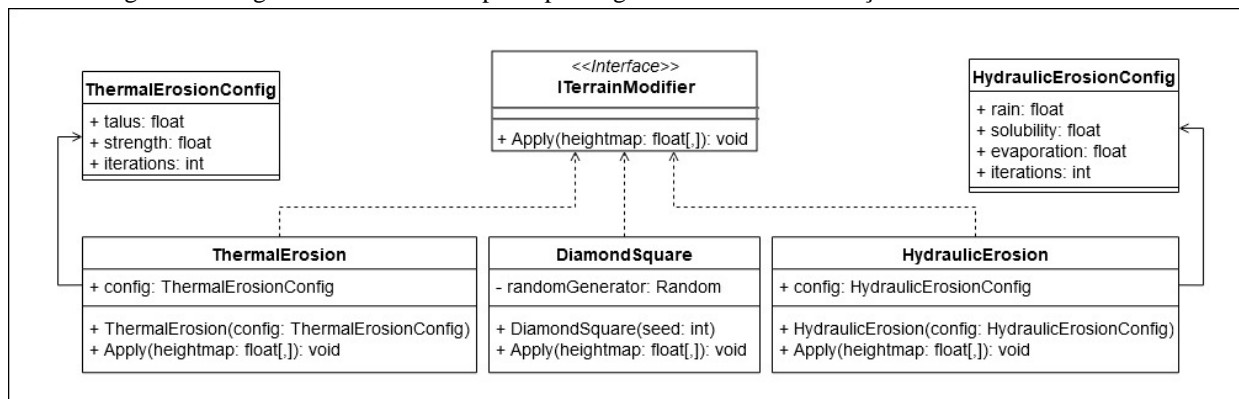 ThermalErosionConfig
+ talus: float
+ strength: float
+ iterations: int
<<Interface>>
ITerrainModifier
+ Apply(heightmap: float[,]): void
HydraulicErosionConfig
+ rain: float
+ solubility: float
+ evaporation: float
+ iterations: int
ThermalErosion
+ config: ThermalErosionConfig
+ ThermalErosion(config: ThermalErosionConfig)
+ Apply(heightmap: float[,]): void
DiamondSquare
- randomGenerator: Random
+ DiamondSquare(seed: int)
+ Apply(heightmap: float[,]): void
HydraulicErosion
+ config: HydraulicErosionConfig
+ HydraulicErosion(config: HydraulicErosionConfig)
+ Apply(heightmap: float[,]): void